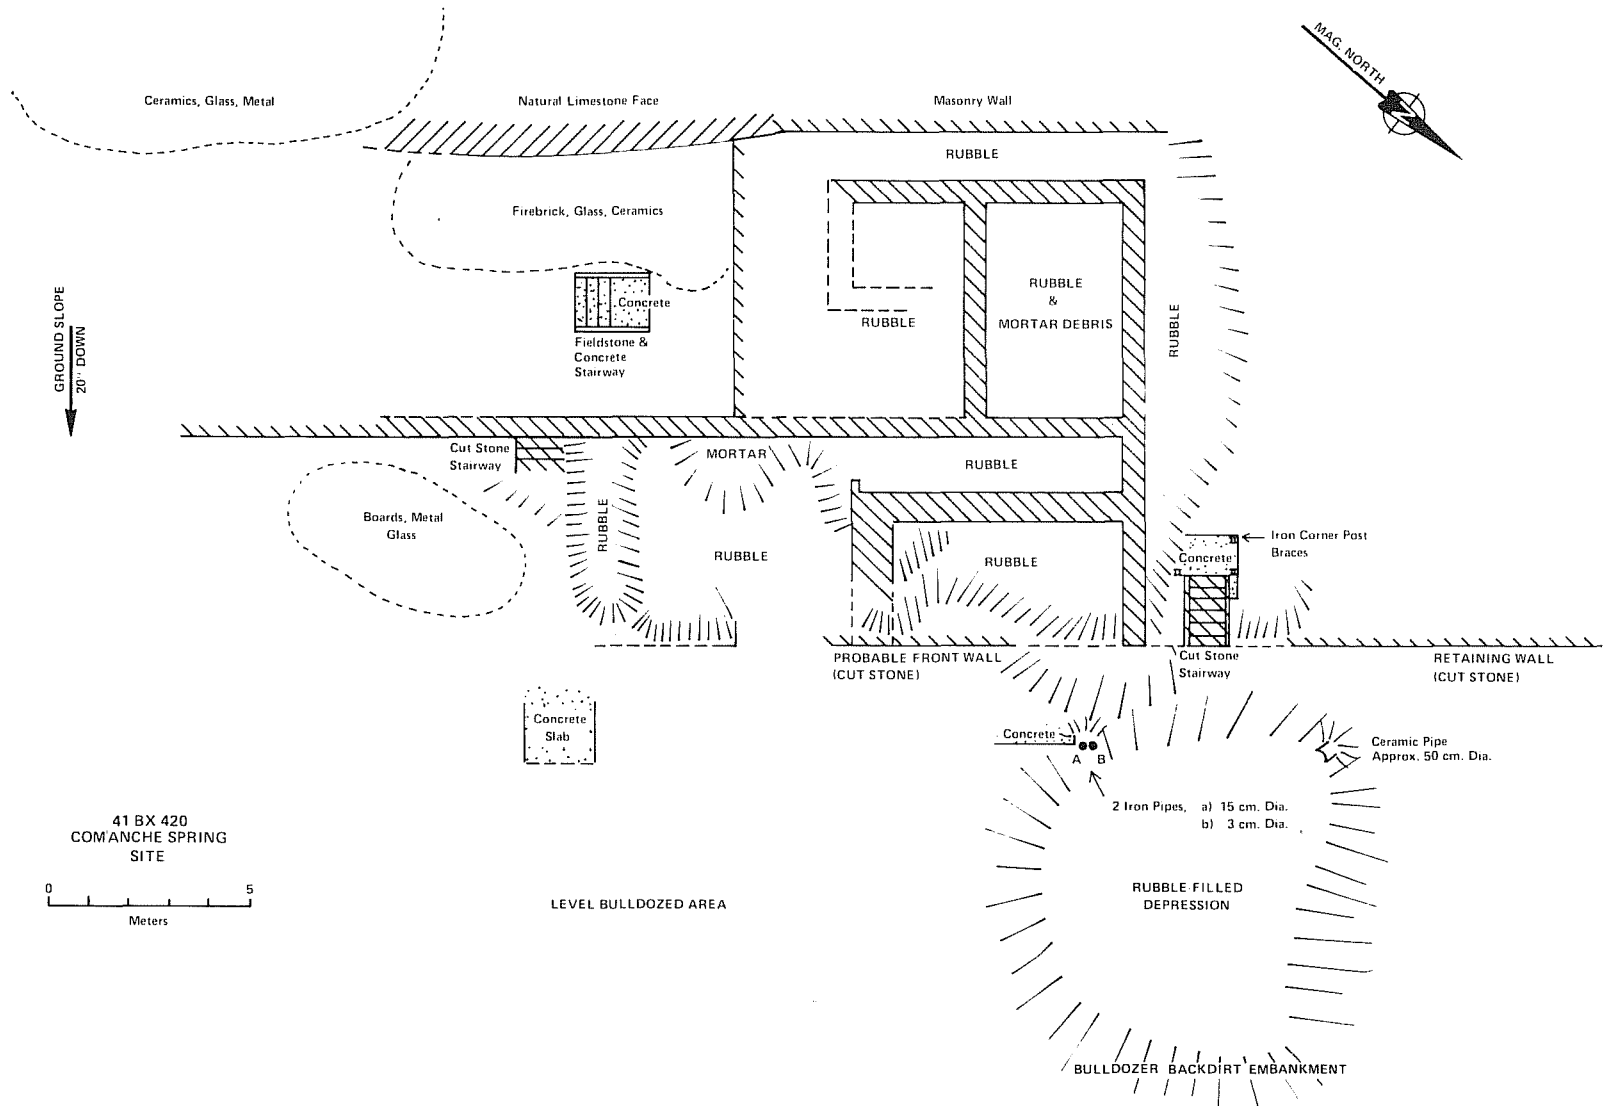 MAG. NORTH
N
Ceramics, Glass, Metal
Natural Limestone Face
Masonry Wall
RUBBLE
Firebrick, Glass, Ceramics
GROUND SLOPE
20° DOWN
Concrete
Fieldstone &
Concrete
Stairway
RUBBLE
RUBBLE
&
MORTAR DEBRIS
RUBBLE
Cut Stone
Stairway
MORTAR
RUBBLE
Boards, Metal
Glass
RUBBLE
RUBBLE
RUBBLE
Concrete
Iron Corner Post
Braces
PROBABLE FRONT WALL
(CUT STONE)
Cut Stone
Stairway
RETAINING WALL
(CUT STONE)
Concrete
Slab
Concrete
A B
Ceramic Pipe
Approx. 50 cm. Dia.
2 Iron Pipes, a) 15 cm. Dia.
b) 3 cm. Dia.
41 BX 420
COMANCHE SPRING
SITE
0 5
Meters
LEVEL BULLDOZED AREA
RUBBLE-FILLED
DEPRESSION
BULLDOZER BACKDIRT EMBANKMENT